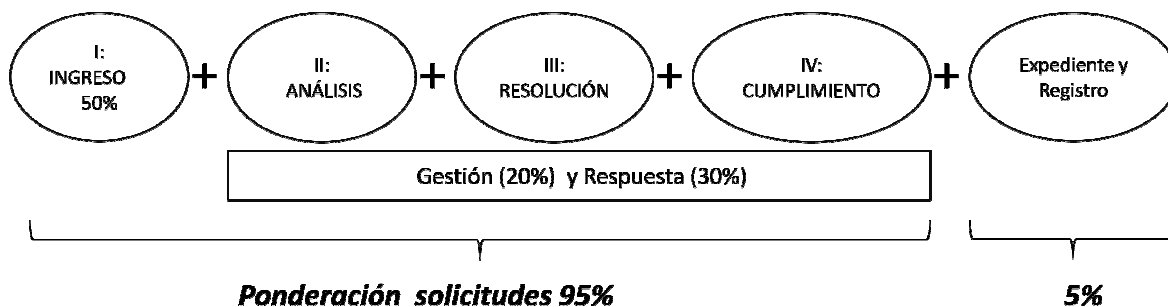 I:
INGRESO
50%
+
II:
ANÁLISIS
+
III:
RESOLUCIÓN
+
IV:
CUMPLIMIENTO
+
Expediente y
Registro
Gestión (20%) y Respuesta (30%)
Ponderación solicitudes 95%
5%